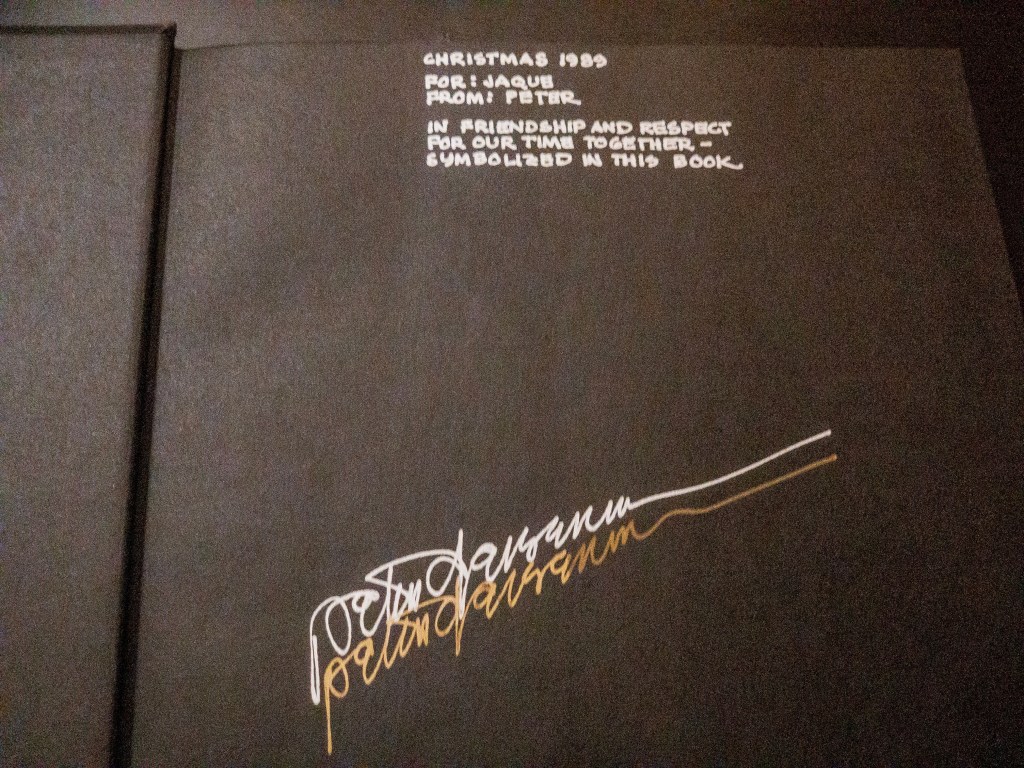 CHRISTMAS 1989
FOR: JAQUE
FROM: PETER
IN FRIENDSHIP AND RESPECT
FOR OUR TIME TOGETHER -
SYMBOLIZED IN THIS BOOK